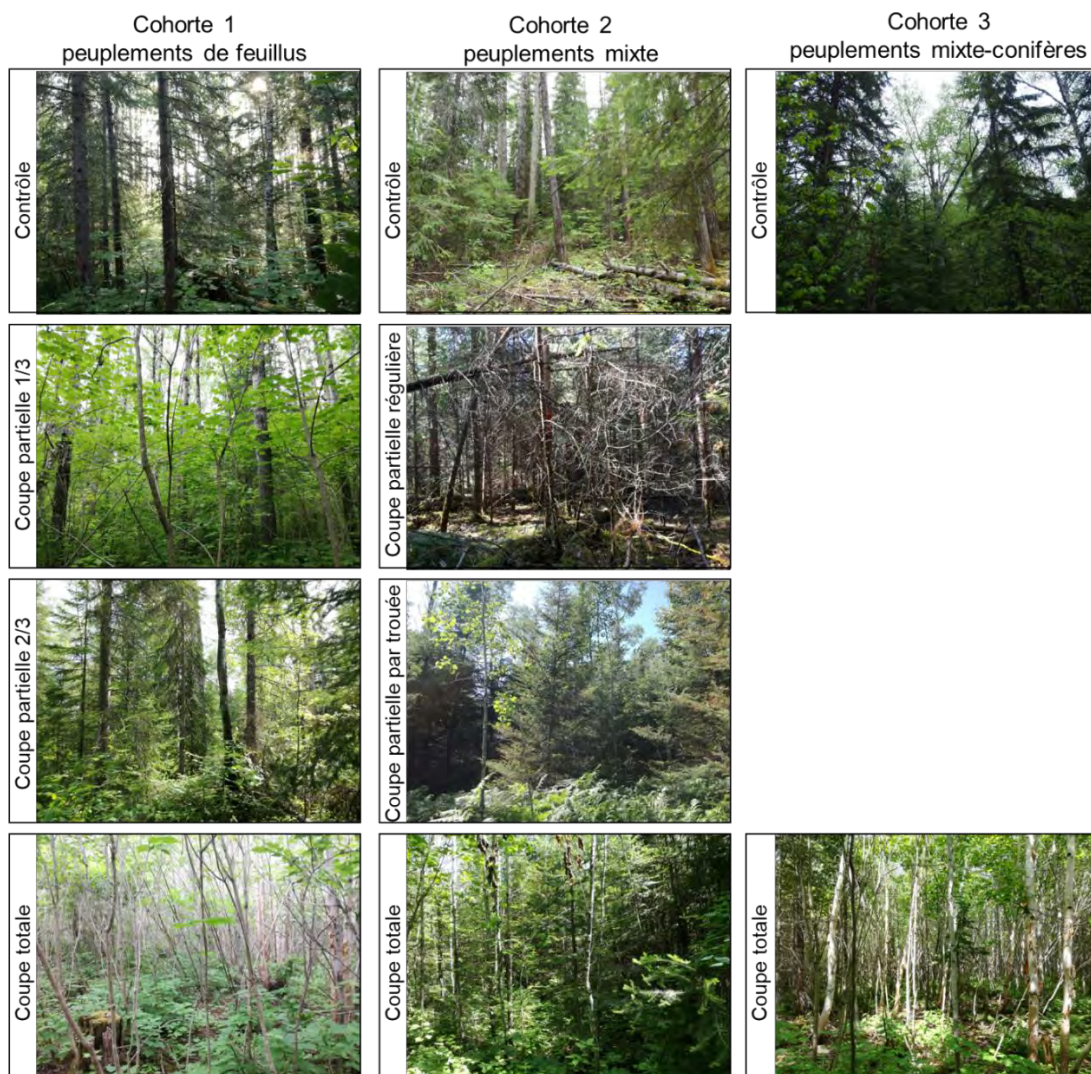 Cohorte 1
peuplements de feuillus
Cohorte 2
peuplements mixte
Cohorte 3
peuplements mixte-conifères
Contrôle
Contrôle
Contrôle
Coupe partielle 1/3
Coupe partielle régulière
Coupe partielle 2/3
Coupe partielle par trouée
Coupe totale
Coupe totale
Coupe totale